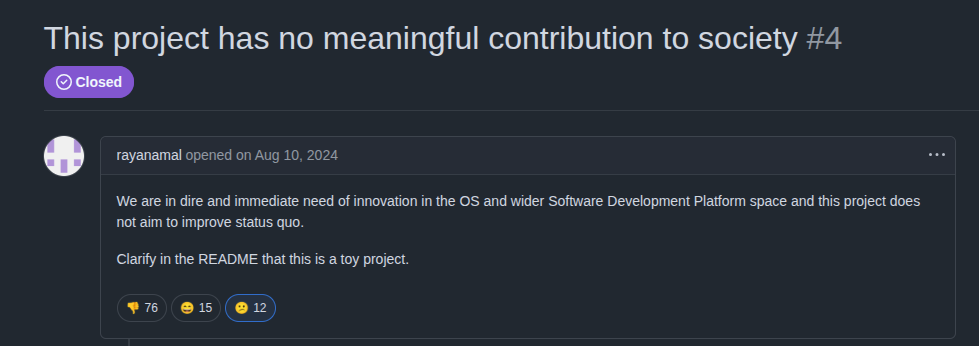 This project has no meaningful contribution to society #4
Closed
rayanamal opened on Aug 10, 2024
We are in dire and immediate need of innovation in the OS and wider Software Development Platform space and this project does
not aim to improve status quo.
Clarify in the README that this is a toy project.
👎 76 😄 15 😕 12